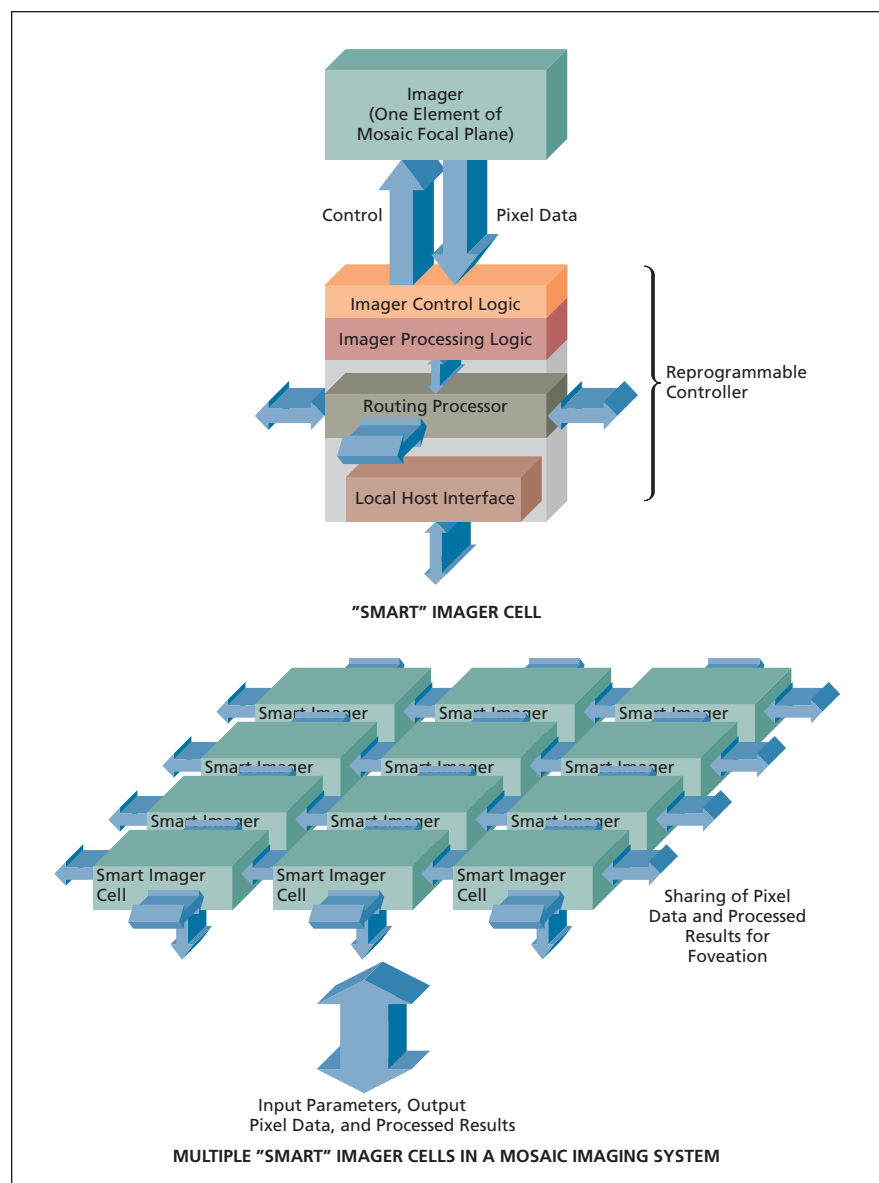 Imager
(One Element of
Mosaic Focal Plane)
Control
Pixel Data
Imager Control Logic
Imager Processing Logic
Reprogrammable
Controller
Routing Processor
Local Host Interface
”SMART” IMAGER CELL
Smart Imager
Smart Imager
Smart Imager
Smart Imager
Smart Imager
Smart Imager
Smart Imager
Smart Imager
Smart Imager
Smart Imager
Cell
Smart Imager
Cell
Smart Imager
Cell
Sharing of Pixel
Data and Processed
Results for
Foveation
Input Parameters, Output
Pixel Data, and Processed Results
MULTIPLE ”SMART” IMAGER CELLS IN A MOSAIC IMAGING SYSTEM